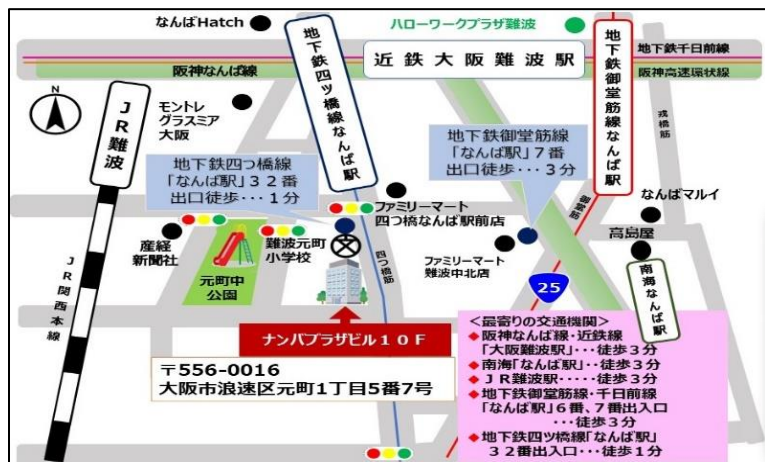 なんばHatch
ハローワークプラザ難波
地下鉄四ツ橋線なんば駅
近鉄大阪難波駅
地下鉄御堂筋線なんば駅
地下鉄千日前線
阪神なんば線
阪神高速環状線
N
JR難波
モントレ
グラスミア
大阪
戎橋筋
地下鉄四つ橋線
「なんば駅」32番
出口徒歩・・・1分
地下鉄御堂筋線
「なんば駅」7番
出口徒歩・・・3分
御堂筋
なんばマルイ
ファミリーマート
四つ橋なんば駅前店
産経
新聞社
難波元町
小学校
元町中
公園
四つ橋筋
ファミリーマート
難波中北店
高島屋
南海なんば駅
25
JR関西本線
ナンバプラザビル10F
〒556-0016
大阪市浪速区元町1丁目5番7号
<最寄りの交通機関>
◆阪神なんば線・近鉄線
「大阪難波駅」・・・徒歩3分
◆南海「なんば駅」・・徒歩3分
◆JR難波駅・・・・・徒歩3分
◆地下鉄御堂筋線・千日前線
「なんば駅」6番、7番出入口
・・・徒歩3分
◆地下鉄四ツ橋線「なんば駅」
32番出入口・・・徒歩1分